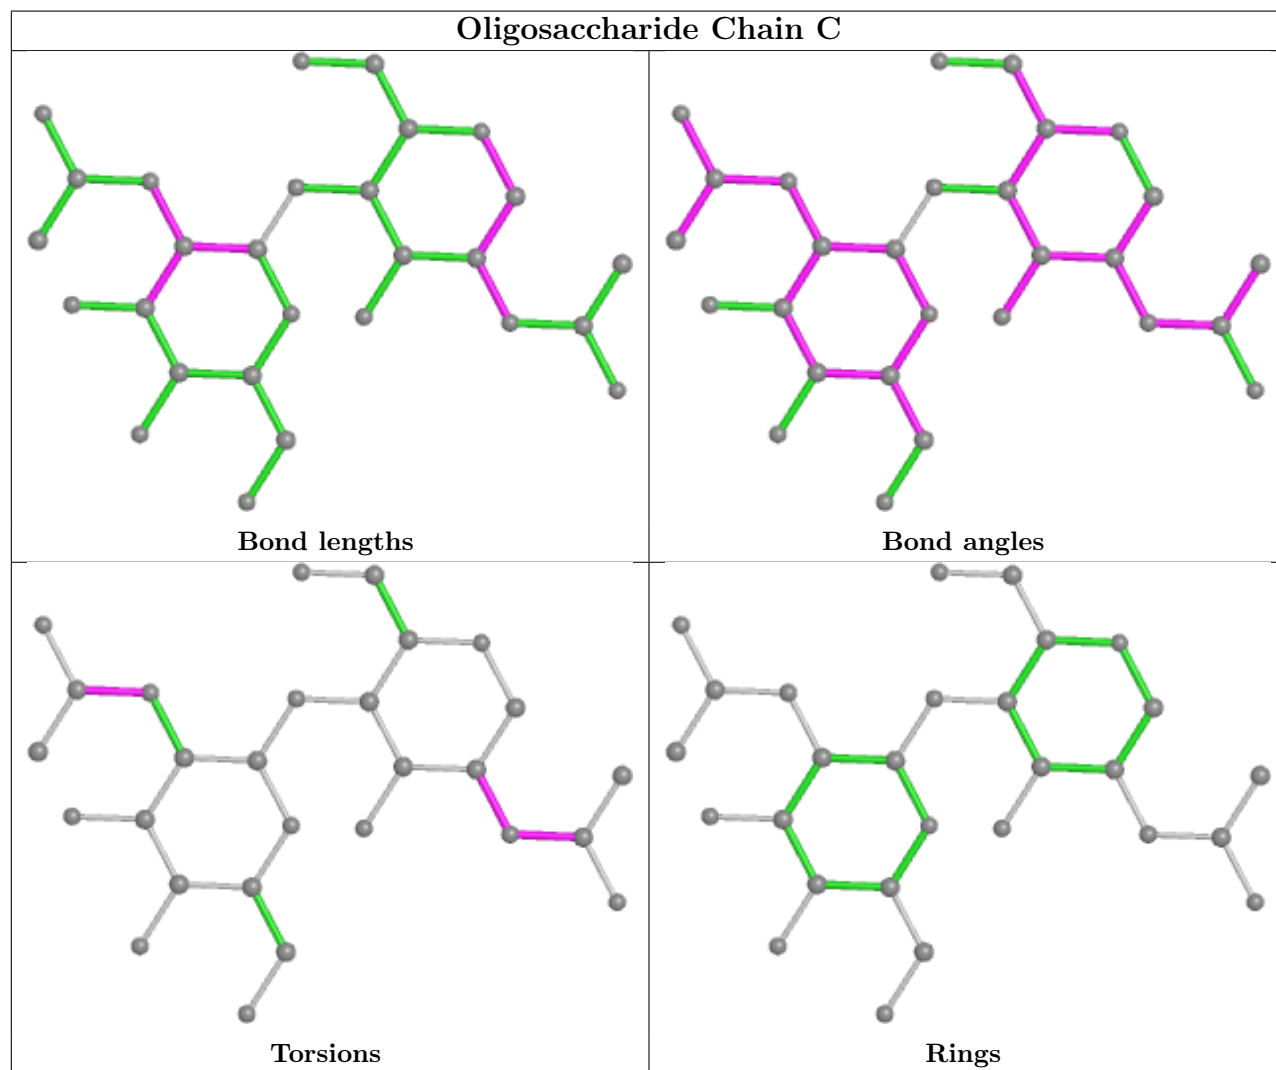 Oligosaccharide Chain C
Bond lengths
Bond angles
Torsions
Rings